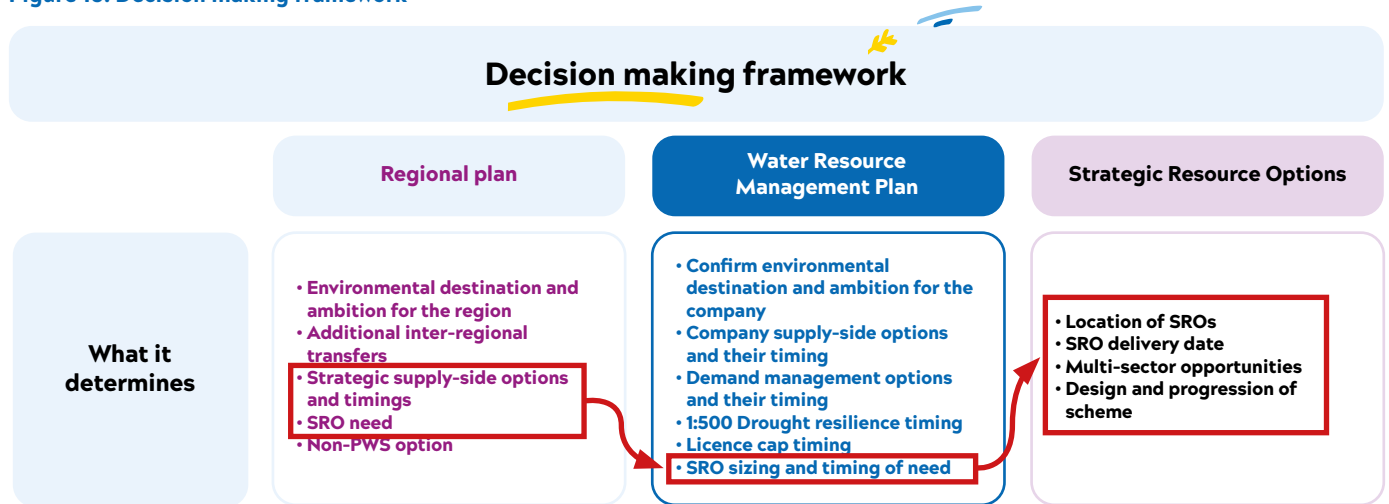 Decision making framework
Regional plan
Water Resource
Management Plan
Strategic Resource Options
What it
determines
• Environmental destination and
ambition for the region
• Additional inter-regional
transfers
• Strategic supply-side options
and timings
• SRO need
• Non-PWS option
• Confirm environmental
destination and ambition for the
company
• Company supply-side options
and their timing
• Demand management options
and their timing
• 1:500 Drought resilience timing
• Licence cap timing
• SRO sizing and timing of need
• Location of SROs
• SRO delivery date
• Multi-sector opportunities
• Design and progression of
scheme